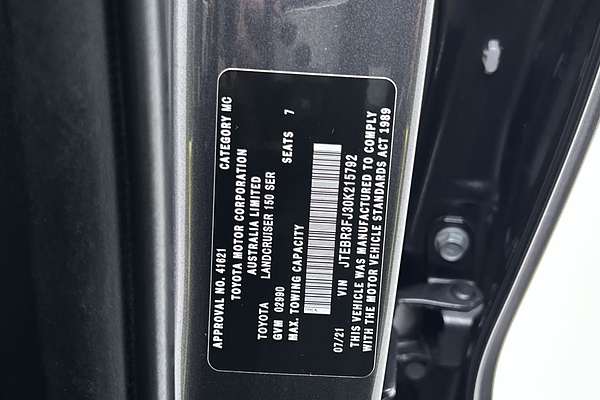 APPROVAL NO. 41621 CATEGORY MC
TOYOTA MOTOR CORPORATION
AUSTRALIA LIMITED
TOYOTA LANDCRUISER 150 SER
GVM 02990 SEATS 7
MAX. TOWING CAPACITY
07/21 VIN JTEBR3FJ30K215792
THIS VEHICLE WAS MANUFACTURED TO COMPLY
WITH THE MOTOR VEHICLE STANDARDS ACT 1989